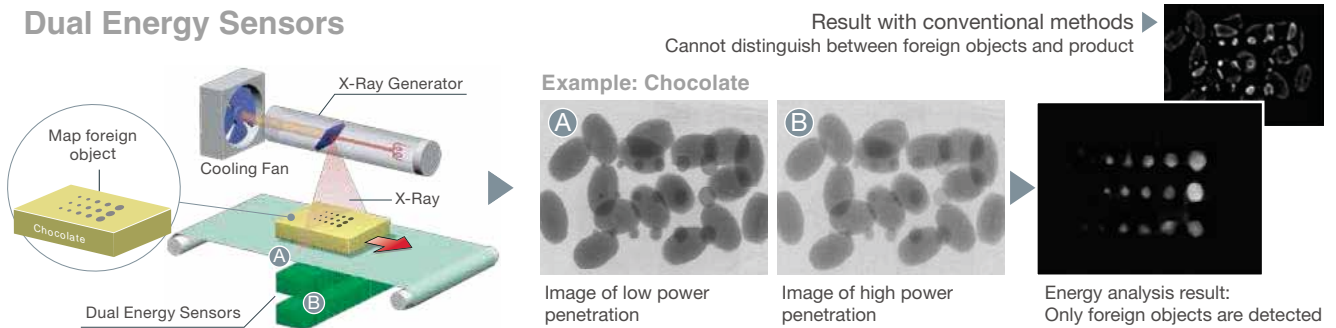 Dual Energy Sensors
Result with conventional methods
Cannot distinguish between foreign objects and product
X-Ray Generator
Map foreign
object
Cooling Fan
X-Ray
Chocolate
A
B
Dual Energy Sensors
Example: Chocolate
A
B
Image of low power
penetration
Image of high power
penetration
Energy analysis result:
Only foreign objects are detected